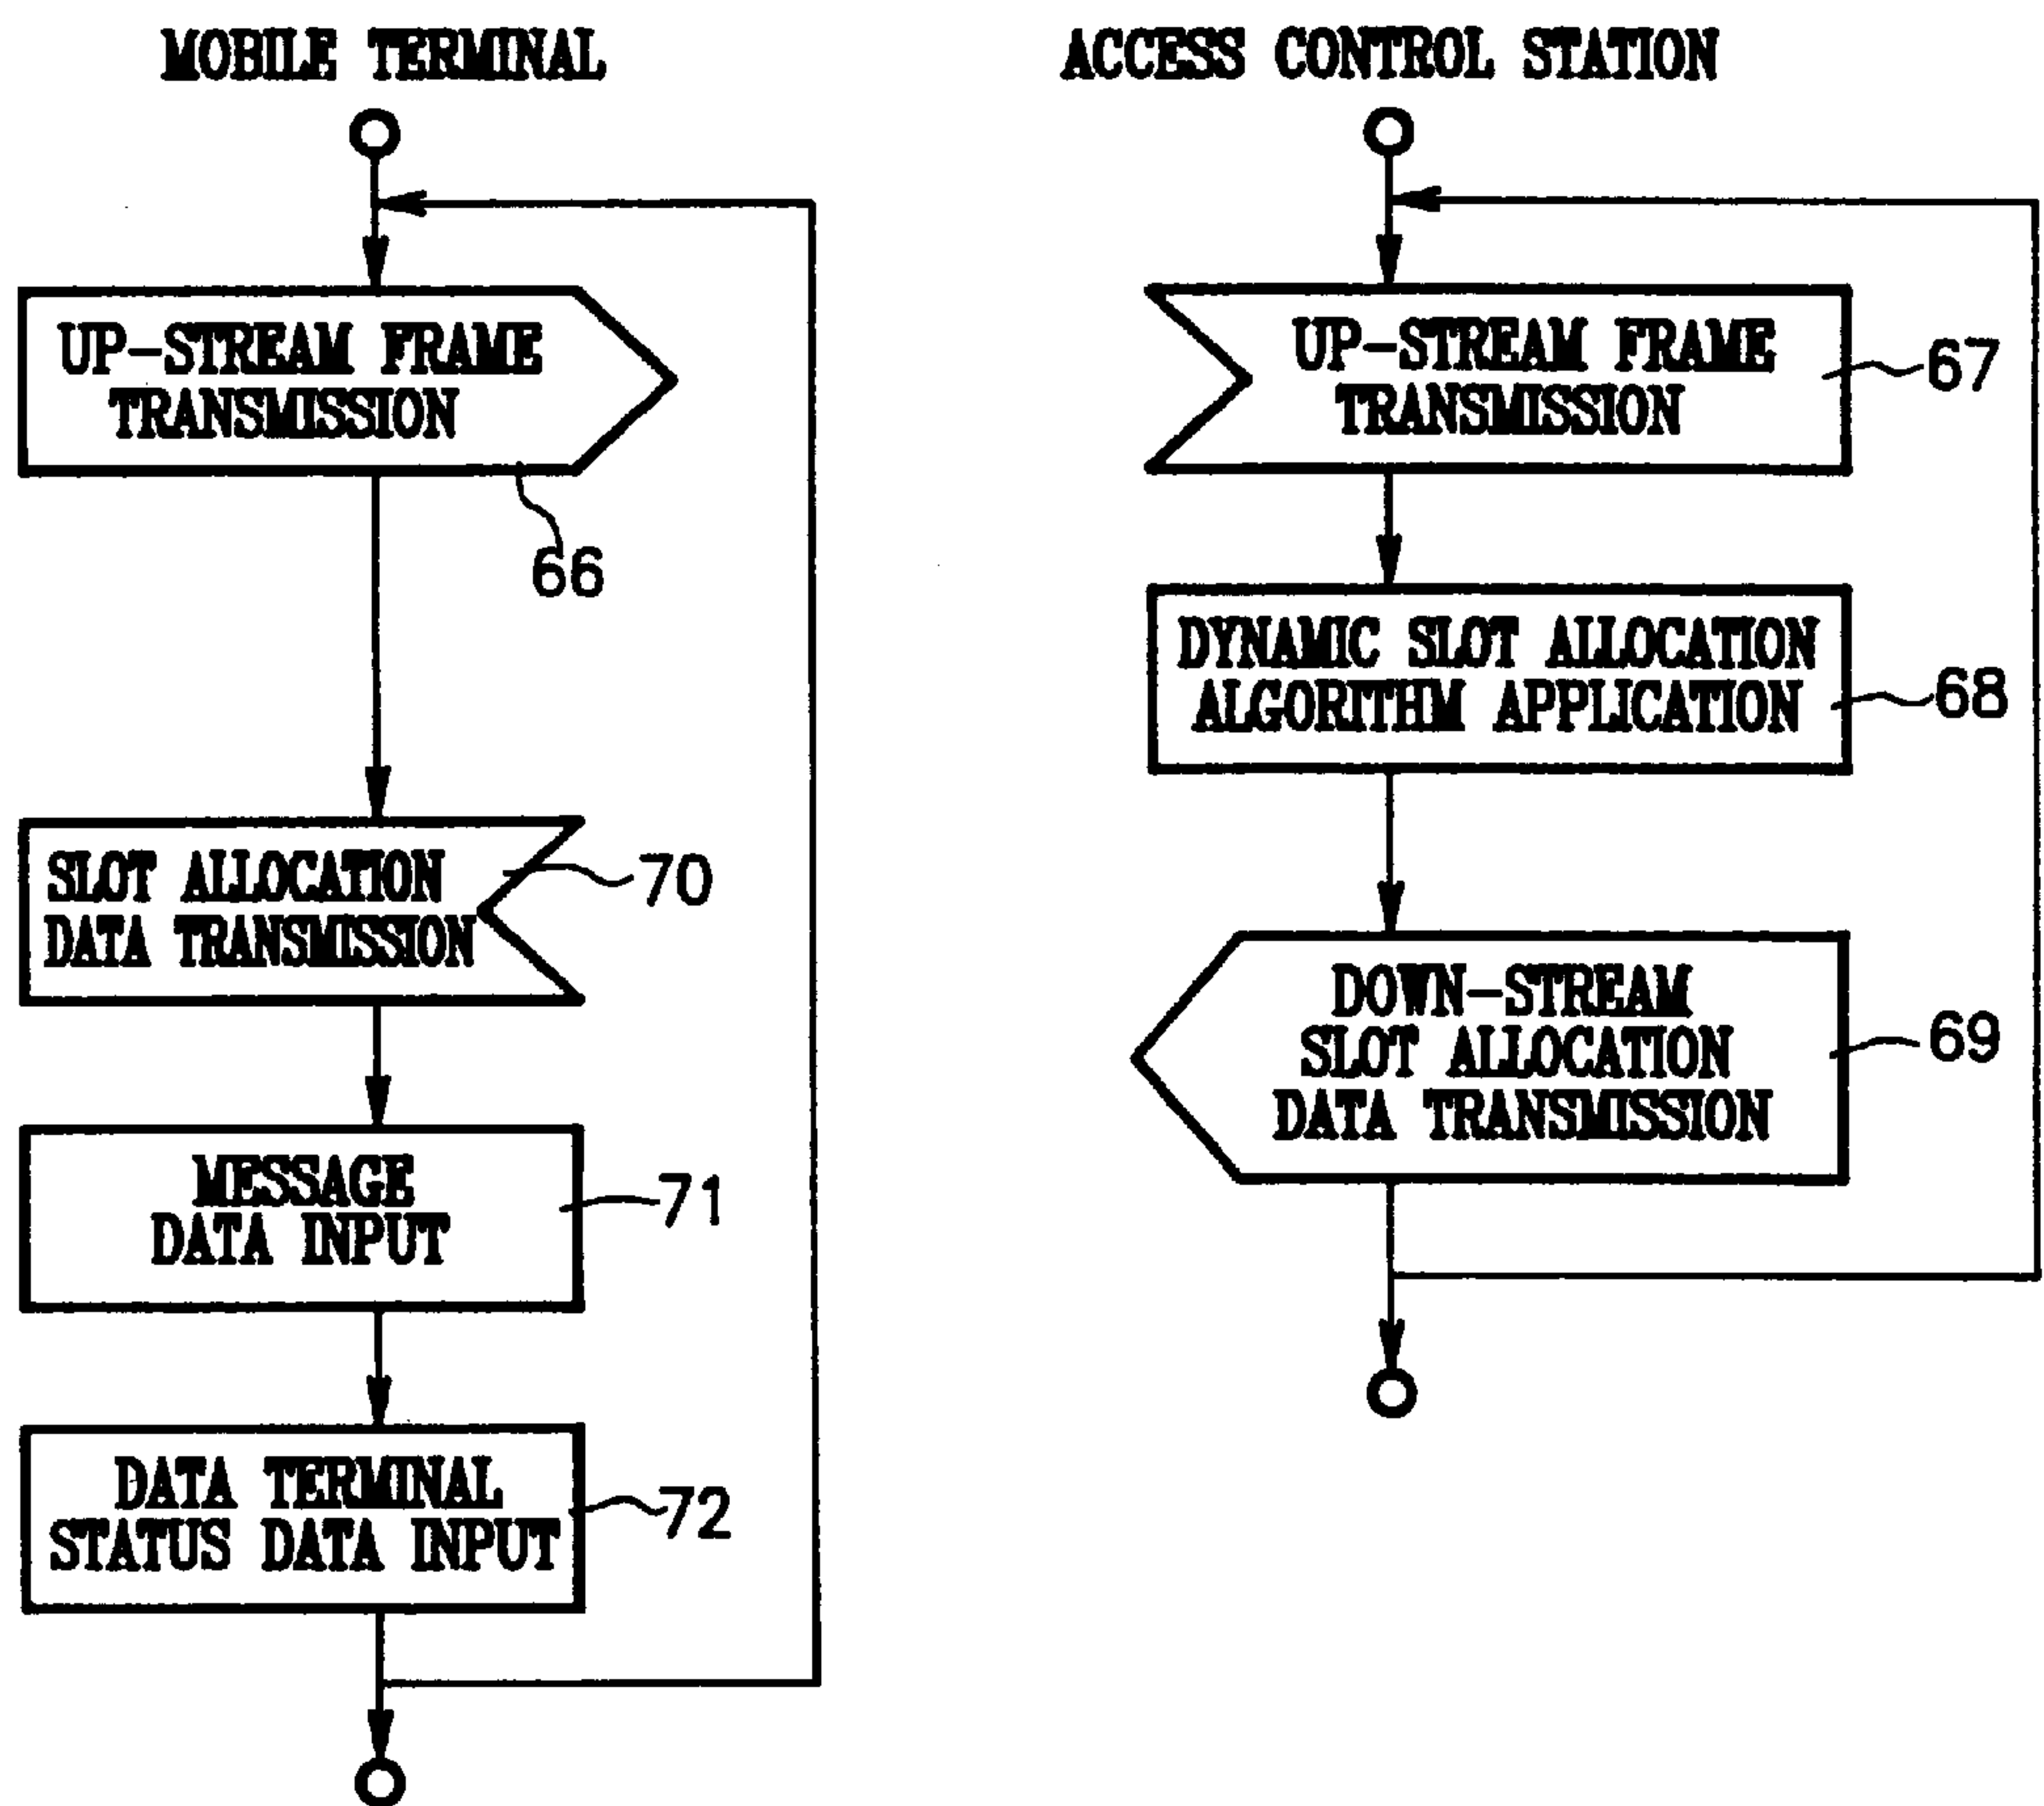 MOBILE TERMINAL
UP-STREAM FRAME
TRANSMISSION
66
SLOT ALLOCATION
DATA TRANSMISSION
70
MESSAGE
DATA INPUT
71
DATA TERMINAL
STATUS DATA INPUT
72
ACCESS CONTROL STATION
UP-STREAM FRAME
TRANSMISSION
67
DYNAMIC SLOT ALLOCATION
ALGORITHM APPLICATION
68
DOWN-STREAM
SLOT ALLOCATION
DATA TRANSMISSION
69